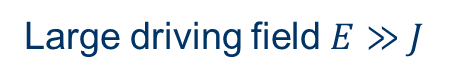 Large driving field 𝐸 ≫ 𝐽